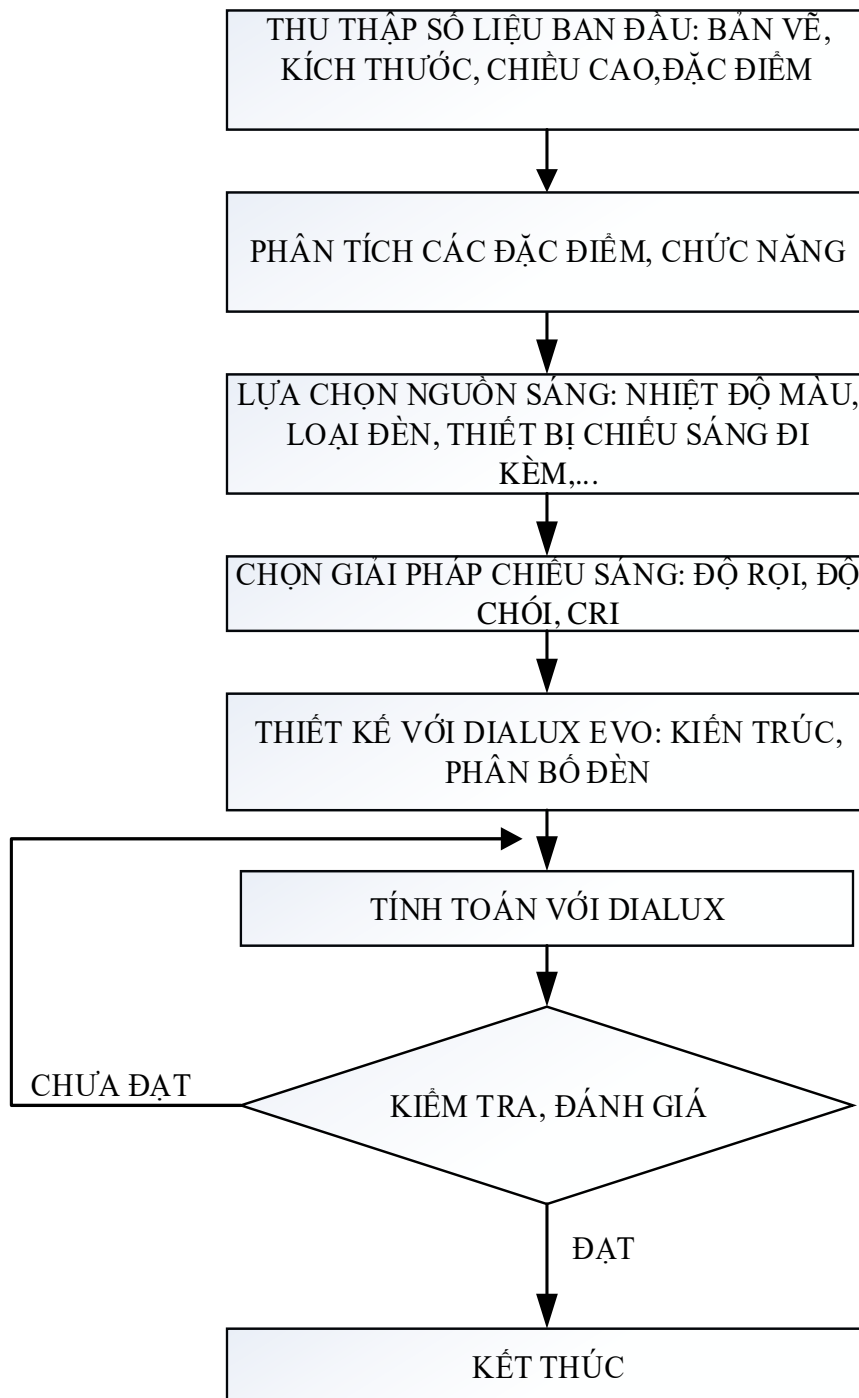 THU THẬP SỐ LIỆU BAN ĐẦU: BẢN VẼ,
KÍCH THƯỚC, CHIỀU CAO,ĐẶC ĐIỂM
PHÂN TÍCH CÁC ĐẶC ĐIỂM, CHỨC NĂNG
LỰA CHỌN NGUỒN SÁNG: NHIỆT ĐỘ MÀU,
LOẠI ĐÈN, THIẾT BỊ CHIẾU SÁNG ĐI
KÈM,...
CHỌN GIẢI PHÁP CHIẾU SÁNG: ĐỘ RỌI, ĐỘ
CHÓI, CRI
THIẾT KẾ VỚI DIALUX EVO: KIẾN TRÚC,
PHÂN BỐ ĐÈN
TÍNH TOÁN VỚI DIALUX
CHƯA ĐẠT
KIỂM TRA, ĐÁNH GIÁ
ĐẠT
KẾT THÚC